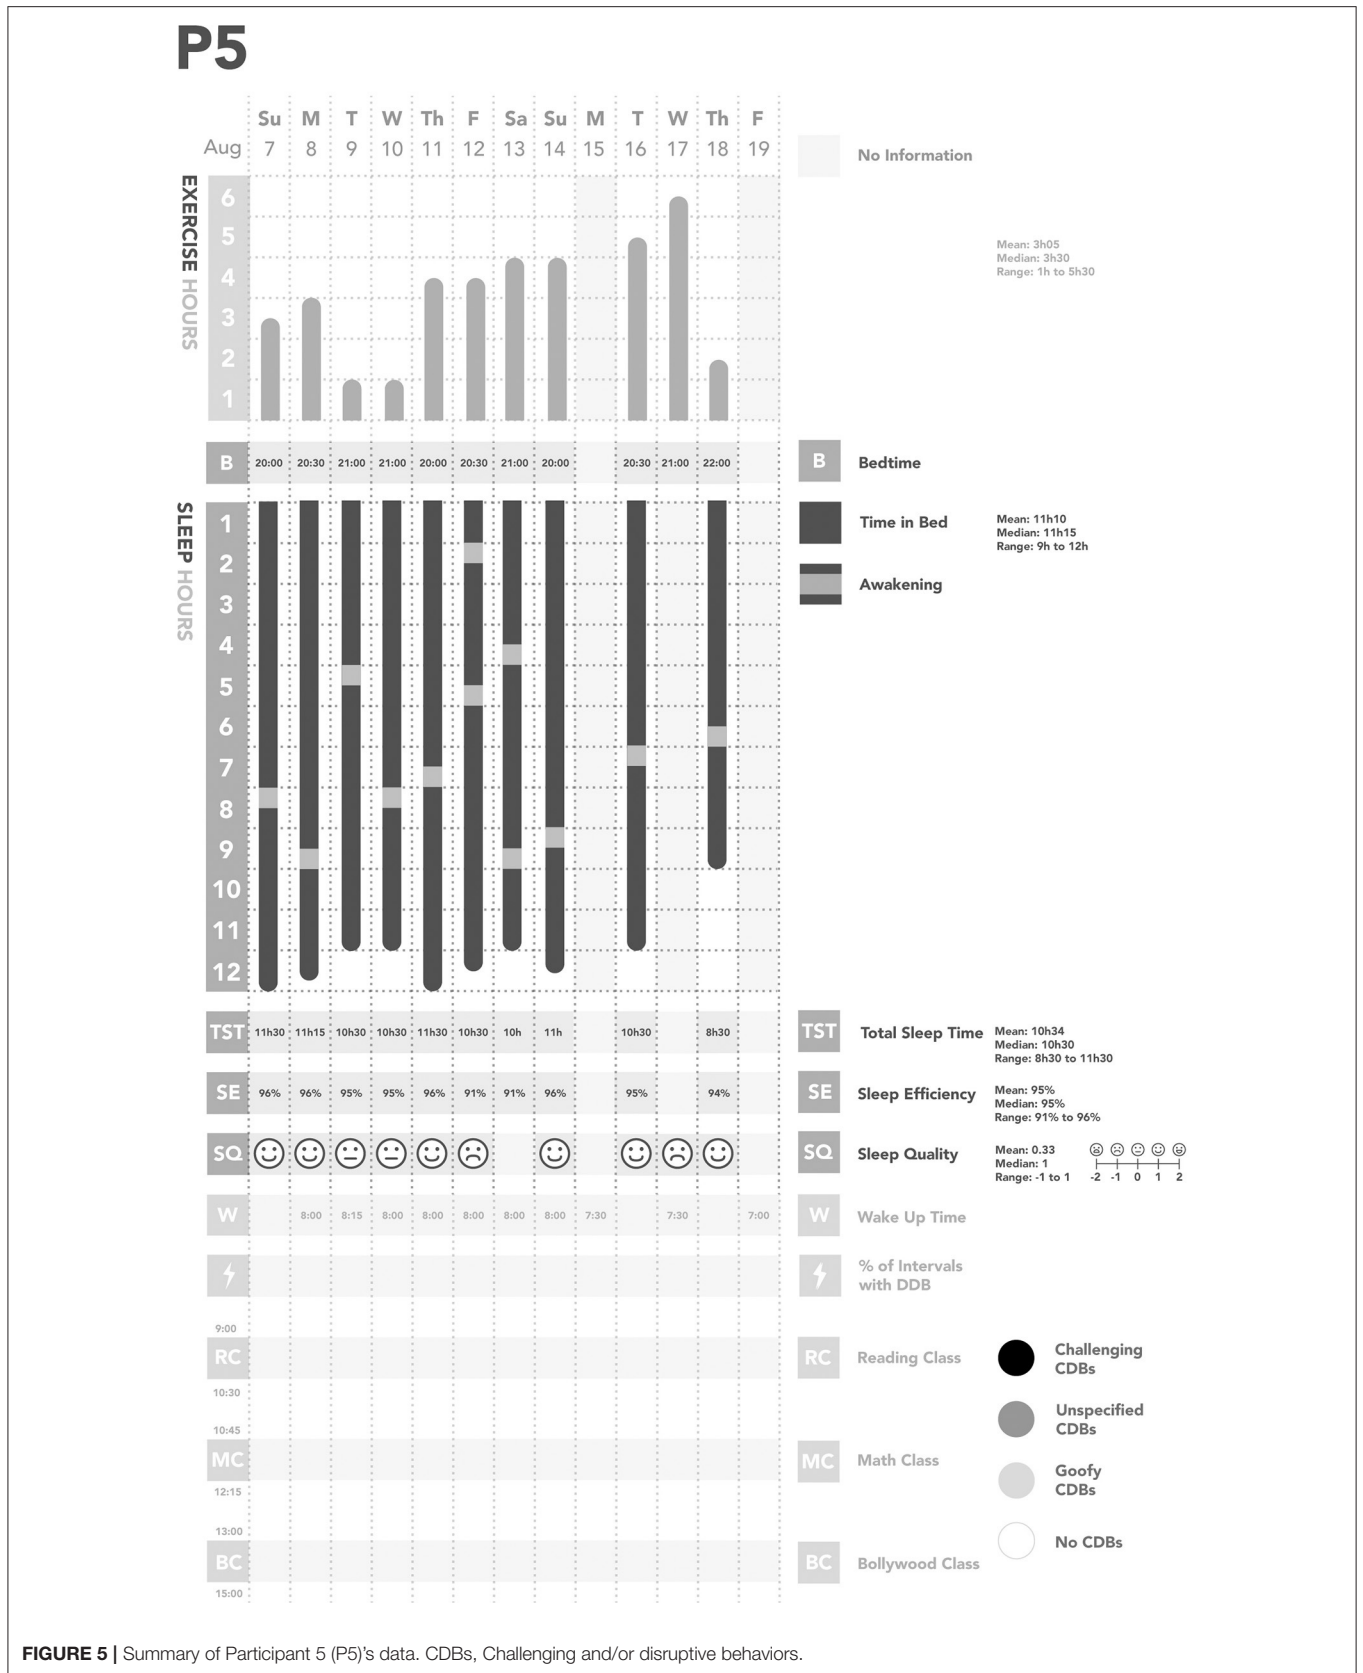 P5
Su M T W Th F Sa Su M T W Th F
Aug 7 8 9 10 11 12 13 14 15 16 17 18 19
No Information
EXERCISE HOURS
6
5
4
3
2
1
Mean: 3h05
Median: 3h30
Range: 1h to 5h30
B 20:00 20:30 21:00 21:00 20:00 20:30 21:00 20:00 20:30 21:00 22:00
B Bedtime
SLEEP HOURS
1
2
3
4
5
6
7
8
9
10
11
12
Time in Bed
Mean: 11h10
Median: 11h15
Range: 9h to 12h
Awakening
TST 11h30 11h15 10h30 10h30 11h30 10h30 10h 11h 10h30 8h30
TST Total Sleep Time
Mean: 10h34
Median: 10h30
Range: 8h30 to 11h30
SE 96% 96% 95% 95% 96% 91% 91% 96% 95% 94%
SE Sleep Efficiency
Mean: 95%
Median: 95%
Range: 91% to 96%
SQ
SQ Sleep Quality
Mean: 0.33
Median: 1
Range: -1 to 1
-2 -1 0 1 2
W 8:00 8:15 8:00 8:00 8:00 8:00 8:00 7:30 7:30 7:00
W Wake Up Time
% of Intervals
with DDB
9:00
RC
10:30
RC Reading Class
10:45
MC
12:15
MC Math Class
13:00
BC
15:00
BC Bollywood Class
Challenging
CDBs
Unspecified
CDBs
Goofy
CDBs
No CDBs
FIGURE 5 | Summary of Participant 5 (P5)'s data. CDBs, Challenging and/or disruptive behaviors.